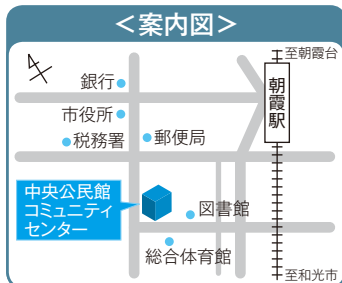 <案内図>
至朝霞台
銀行
朝霞駅
市役所
税務署
郵便局
中央公民館
コミュニティ
センター
図書館
総合体育館
至和光市